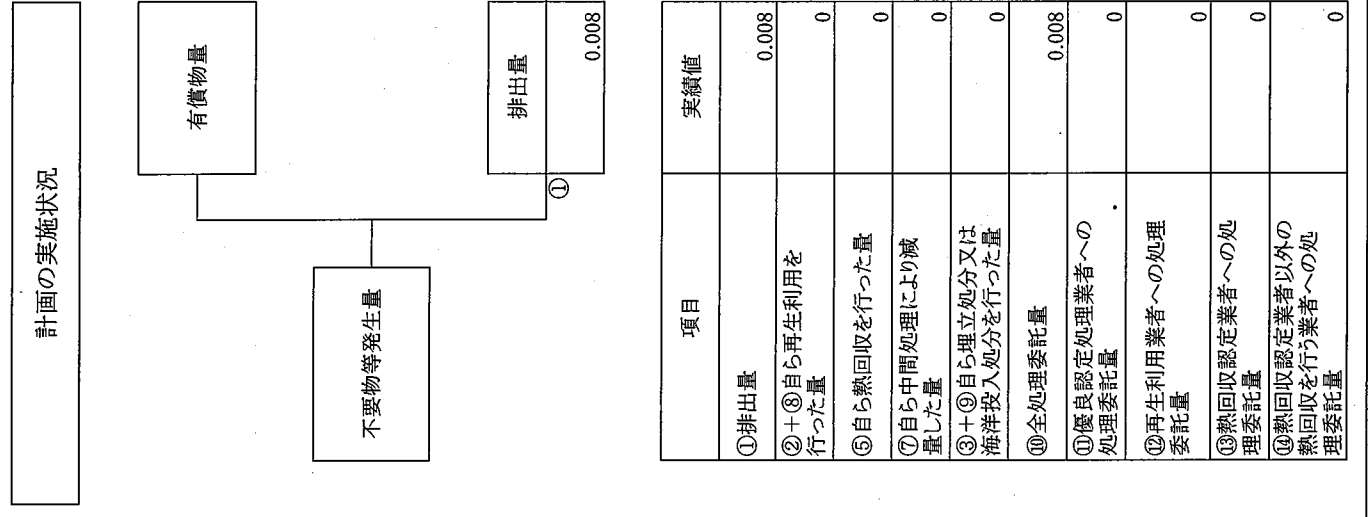 計画の実施状況
有償物量
不要物等発生量
排出量
①
0.008
項目
実績値
①排出量
0.008
②+⑧自ら再生利用を
行った量
0
⑤自ら熱回収を行った量
0
⑦自ら中間処理により減
量した量
0
③+⑨自ら埋立処分又は
海洋投入処分を行った量
0
⑩全処理委託量
0.008
⑪優良認定処理業者への
処理委託量
0
⑫再生利用業者への処理
委託量
0
⑬熱回収認定業者への処
理委託量
0
⑭熱回収認定業者以外の
熱回収を行う業者への処
理委託量
0